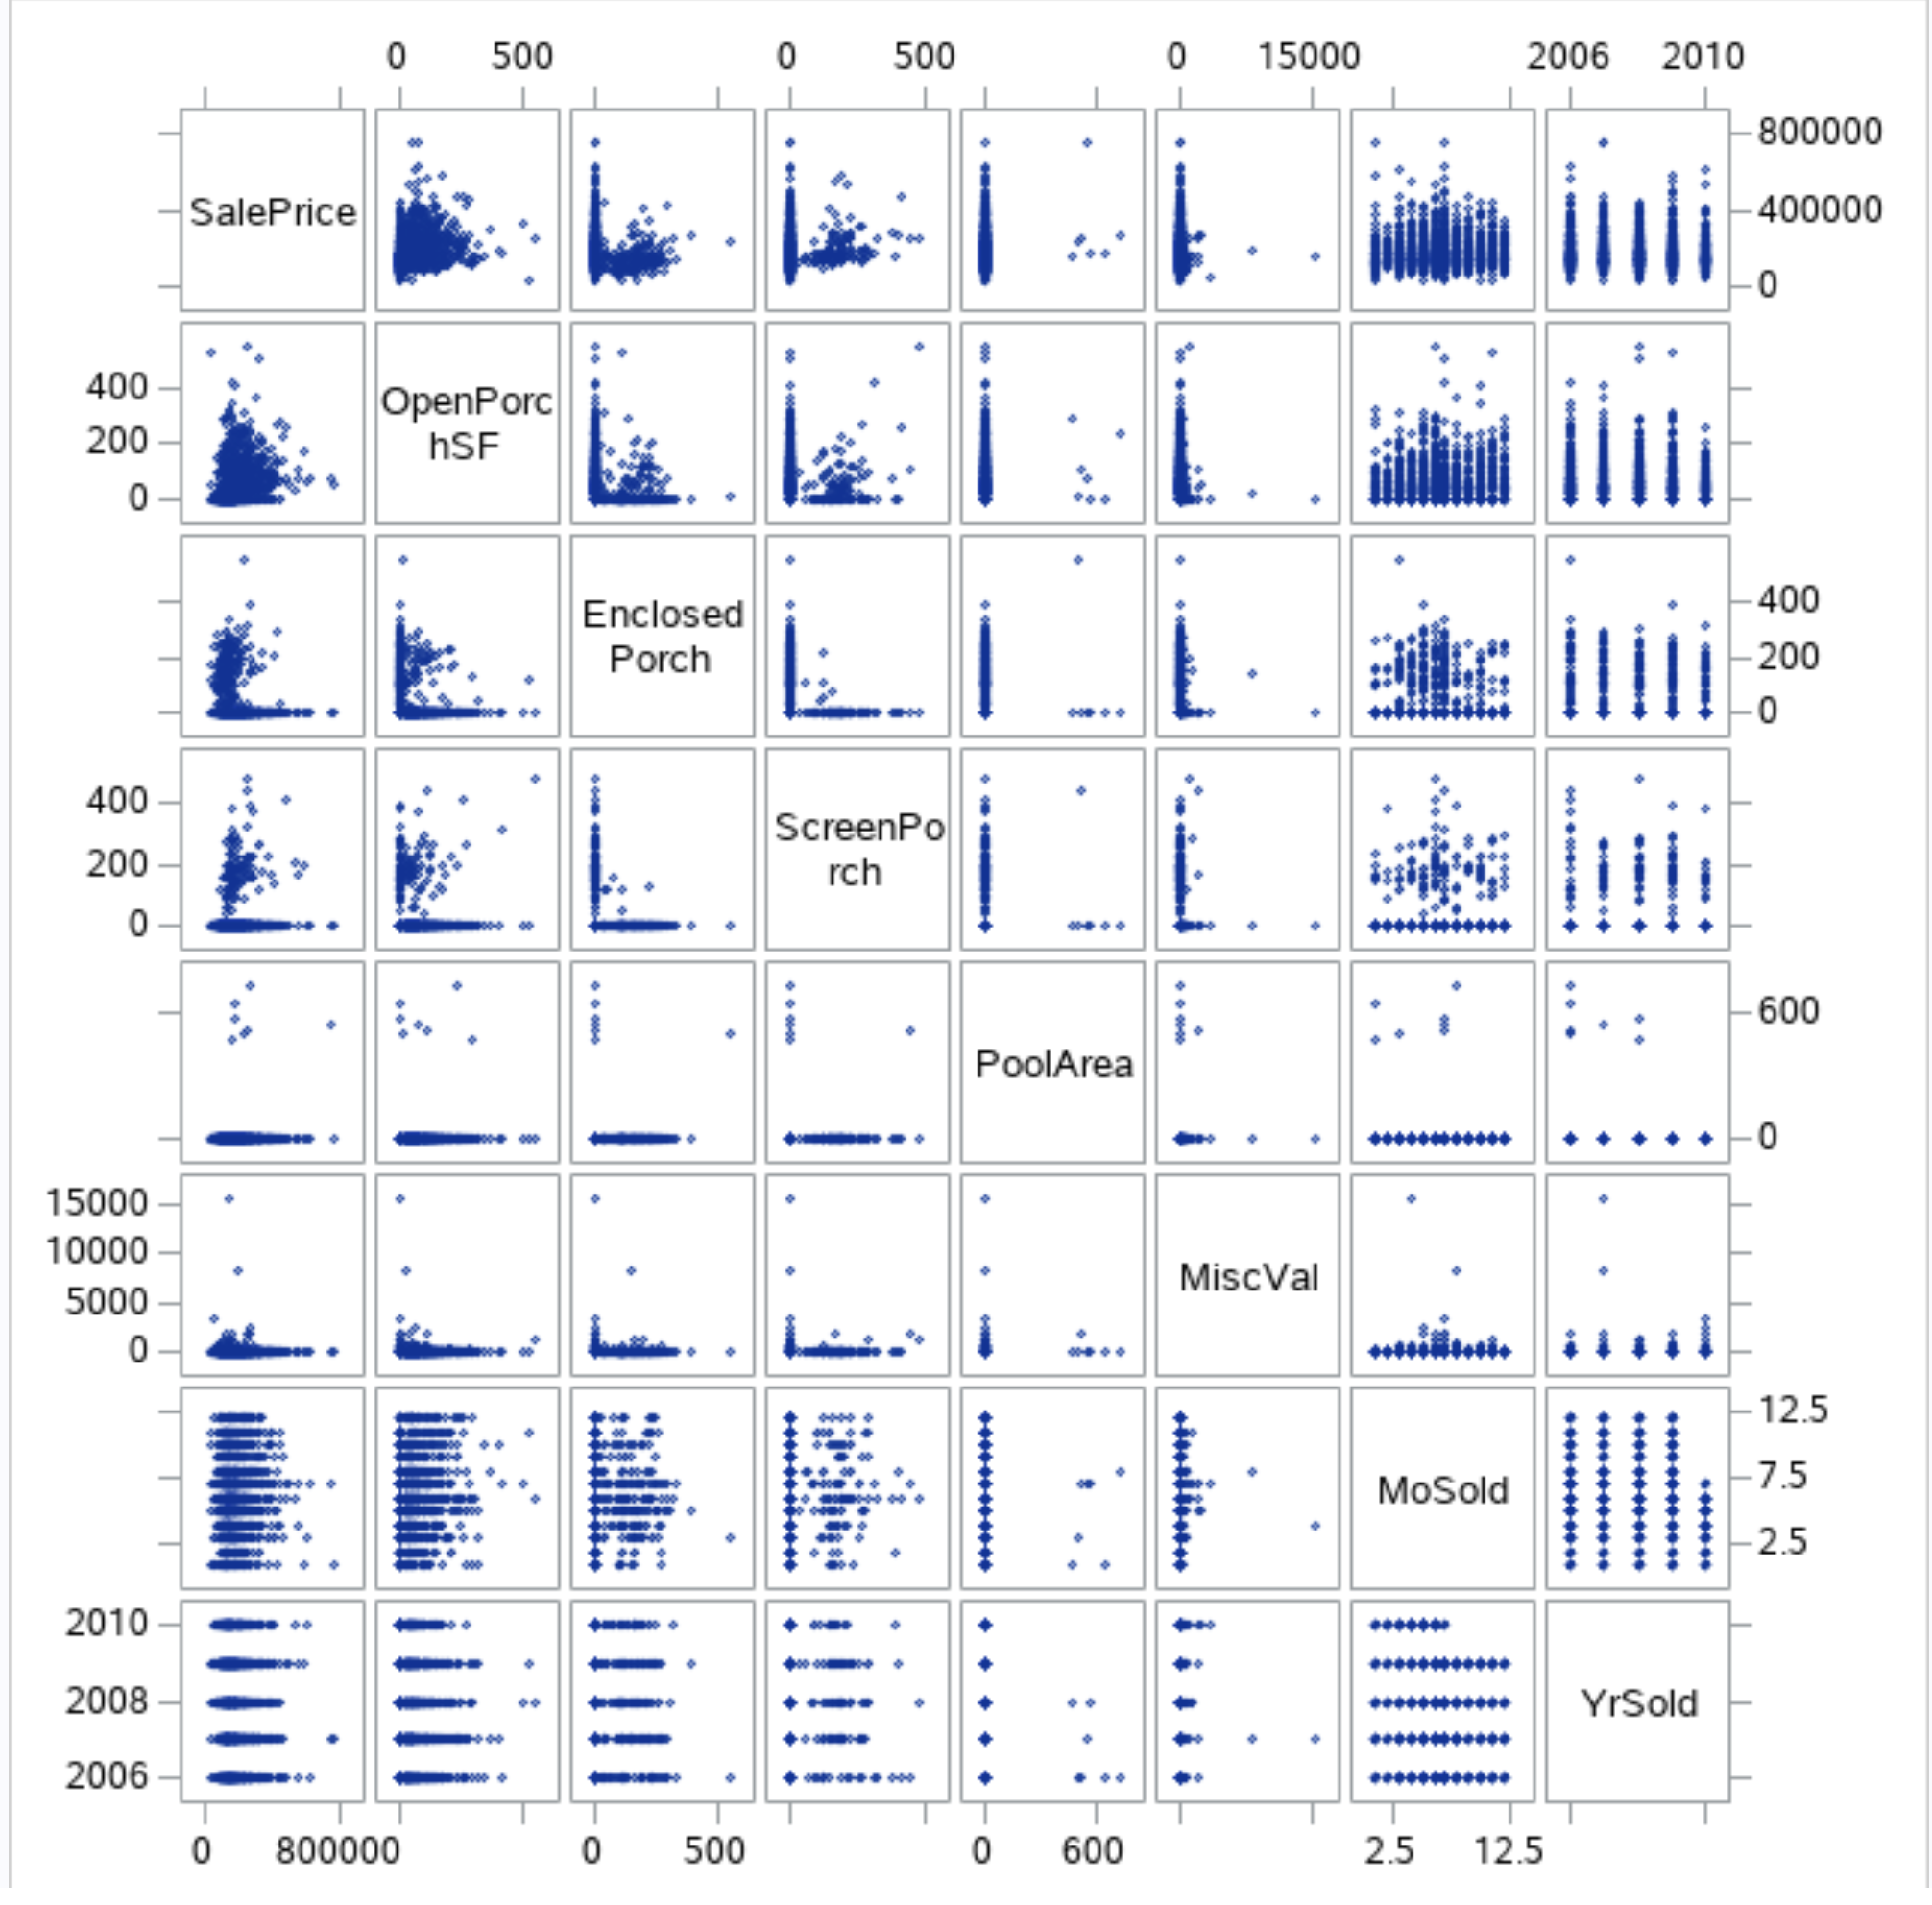 0 500 0 500 0 15000 2006 2010
800000
SalePrice
400000
0
400
OpenPorc
hSF
200
0
Enclosed
Porch
400
200
0
400
ScreenPo
rch
200
0
600
PoolArea
0
15000
10000
MiscVal
5000
0
12.5
MoSold
7.5
2.5
2010
2008
YrSold
2006
0 800000 0 500 0 600 2.5 12.5